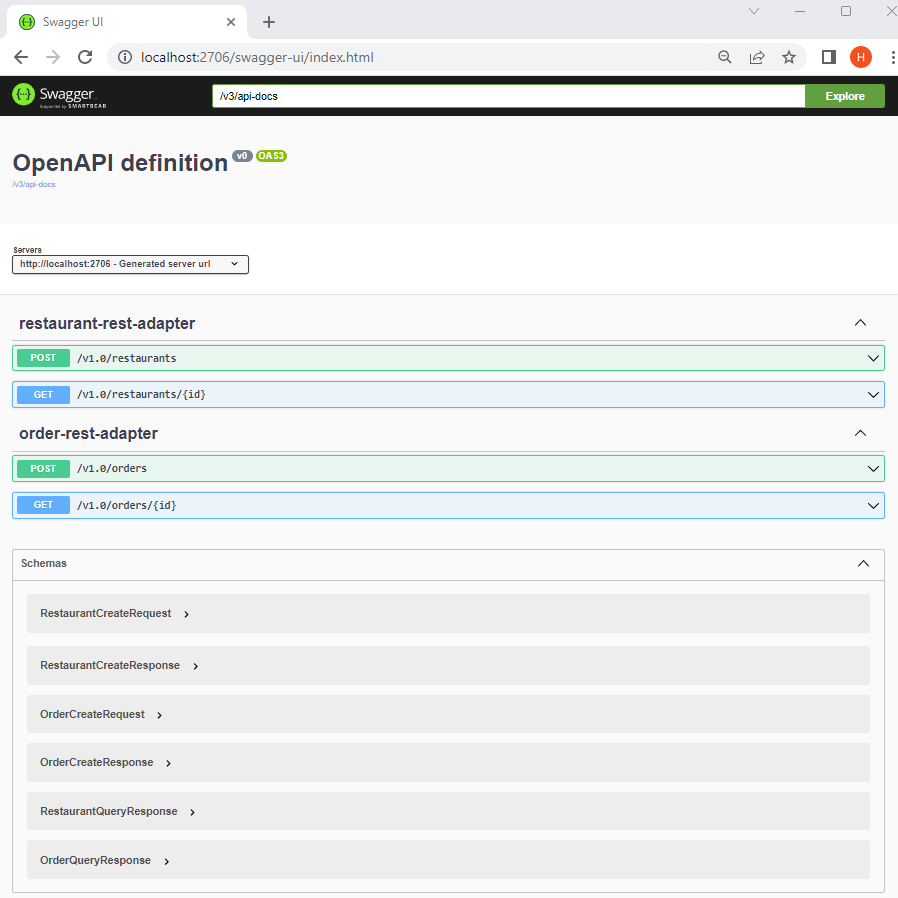 Swagger UI
localhost:2706/swagger-ui/index.html
H
Swagger
Supported by SMARTBEAR
/v3/api-docs
Explore
OpenAPI definition v0 OAS3
/v3/api-docs
Servers
http://localhost:2706 - Generated server url
restaurant-rest-adapter
POST /v1.0/restaurants
GET /v1.0/restaurants/{id}
order-rest-adapter
POST /v1.0/orders
GET /v1.0/orders/{id}
Schemas
RestaurantCreateRequest
RestaurantCreateResponse
OrderCreateRequest
OrderCreateResponse
RestaurantQueryResponse
OrderQueryResponse